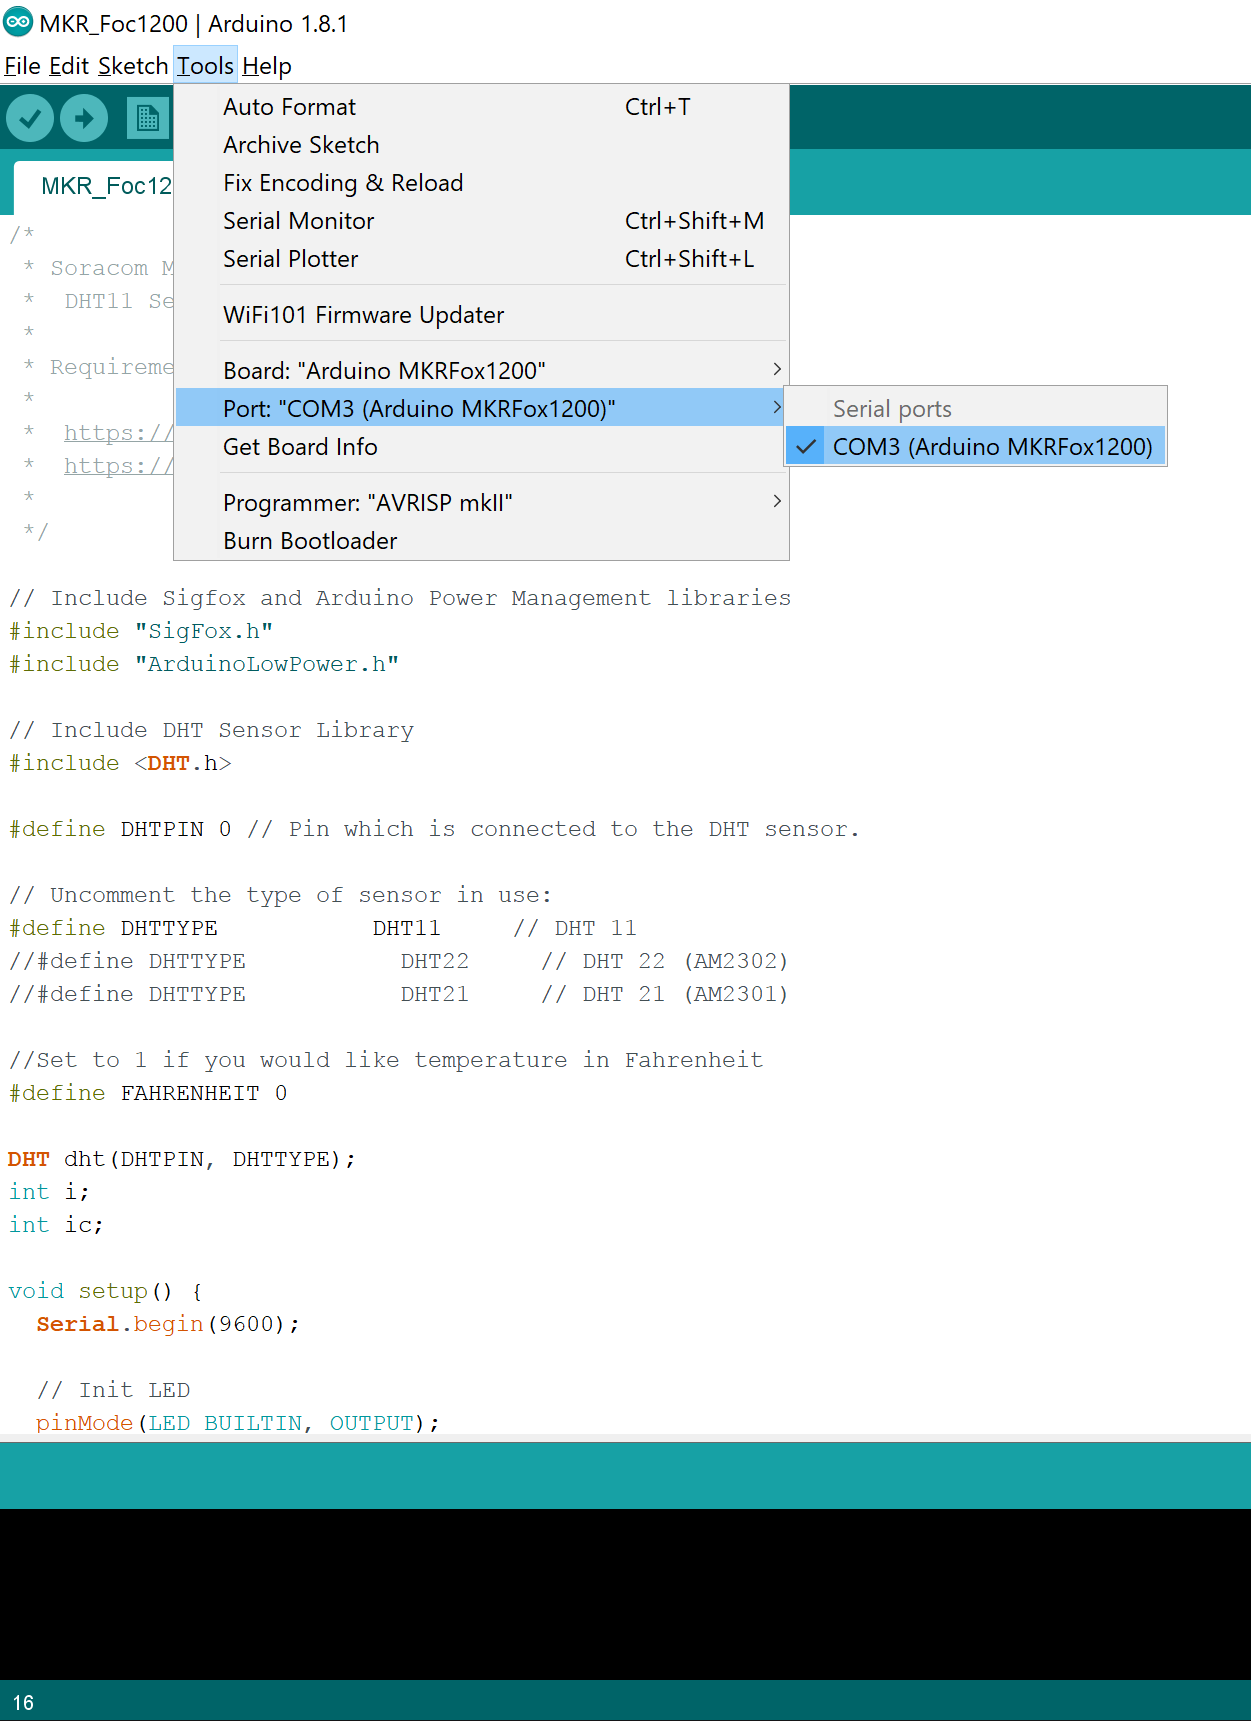 MKR_Foc1200 | Arduino 1.8.1
File Edit Sketch Tools Help
Auto Format Ctrl+T
Archive Sketch
Fix Encoding & Reload
Serial Monitor Ctrl+Shift+M
Serial Plotter Ctrl+Shift+L
WiFi101 Firmware Updater
Board: "Arduino MKRFox1200"
Port: "COM3 (Arduino MKRFox1200)"
Get Board Info
Programmer: "AVRISP mkII"
Burn Bootloader
Serial ports
COM3 (Arduino MKRFox1200)
MKR_Foc12
/*
* Soracom M
* DHT11 Se
*
* Requireme
*
* https://
* https://
*
*/
// Include Sigfox and Arduino Power Management libraries
#include "SigFox.h"
#include "ArduinoLowPower.h"
// Include DHT Sensor Library
#include <DHT.h>
#define DHTPIN 0 // Pin which is connected to the DHT sensor.
// Uncomment the type of sensor in use:
#define DHTTYPE DHT11 // DHT 11
//#define DHTTYPE DHT22 // DHT 22 (AM2302)
//#define DHTTYPE DHT21 // DHT 21 (AM2301)
//Set to 1 if you would like temperature in Fahrenheit
#define FAHRENHEIT 0
DHT dht(DHTPIN, DHTTYPE);
int i;
int ic;
void setup() {
Serial.begin(9600);
// Init LED
pinMode(LED_BUILTIN, OUTPUT);
16